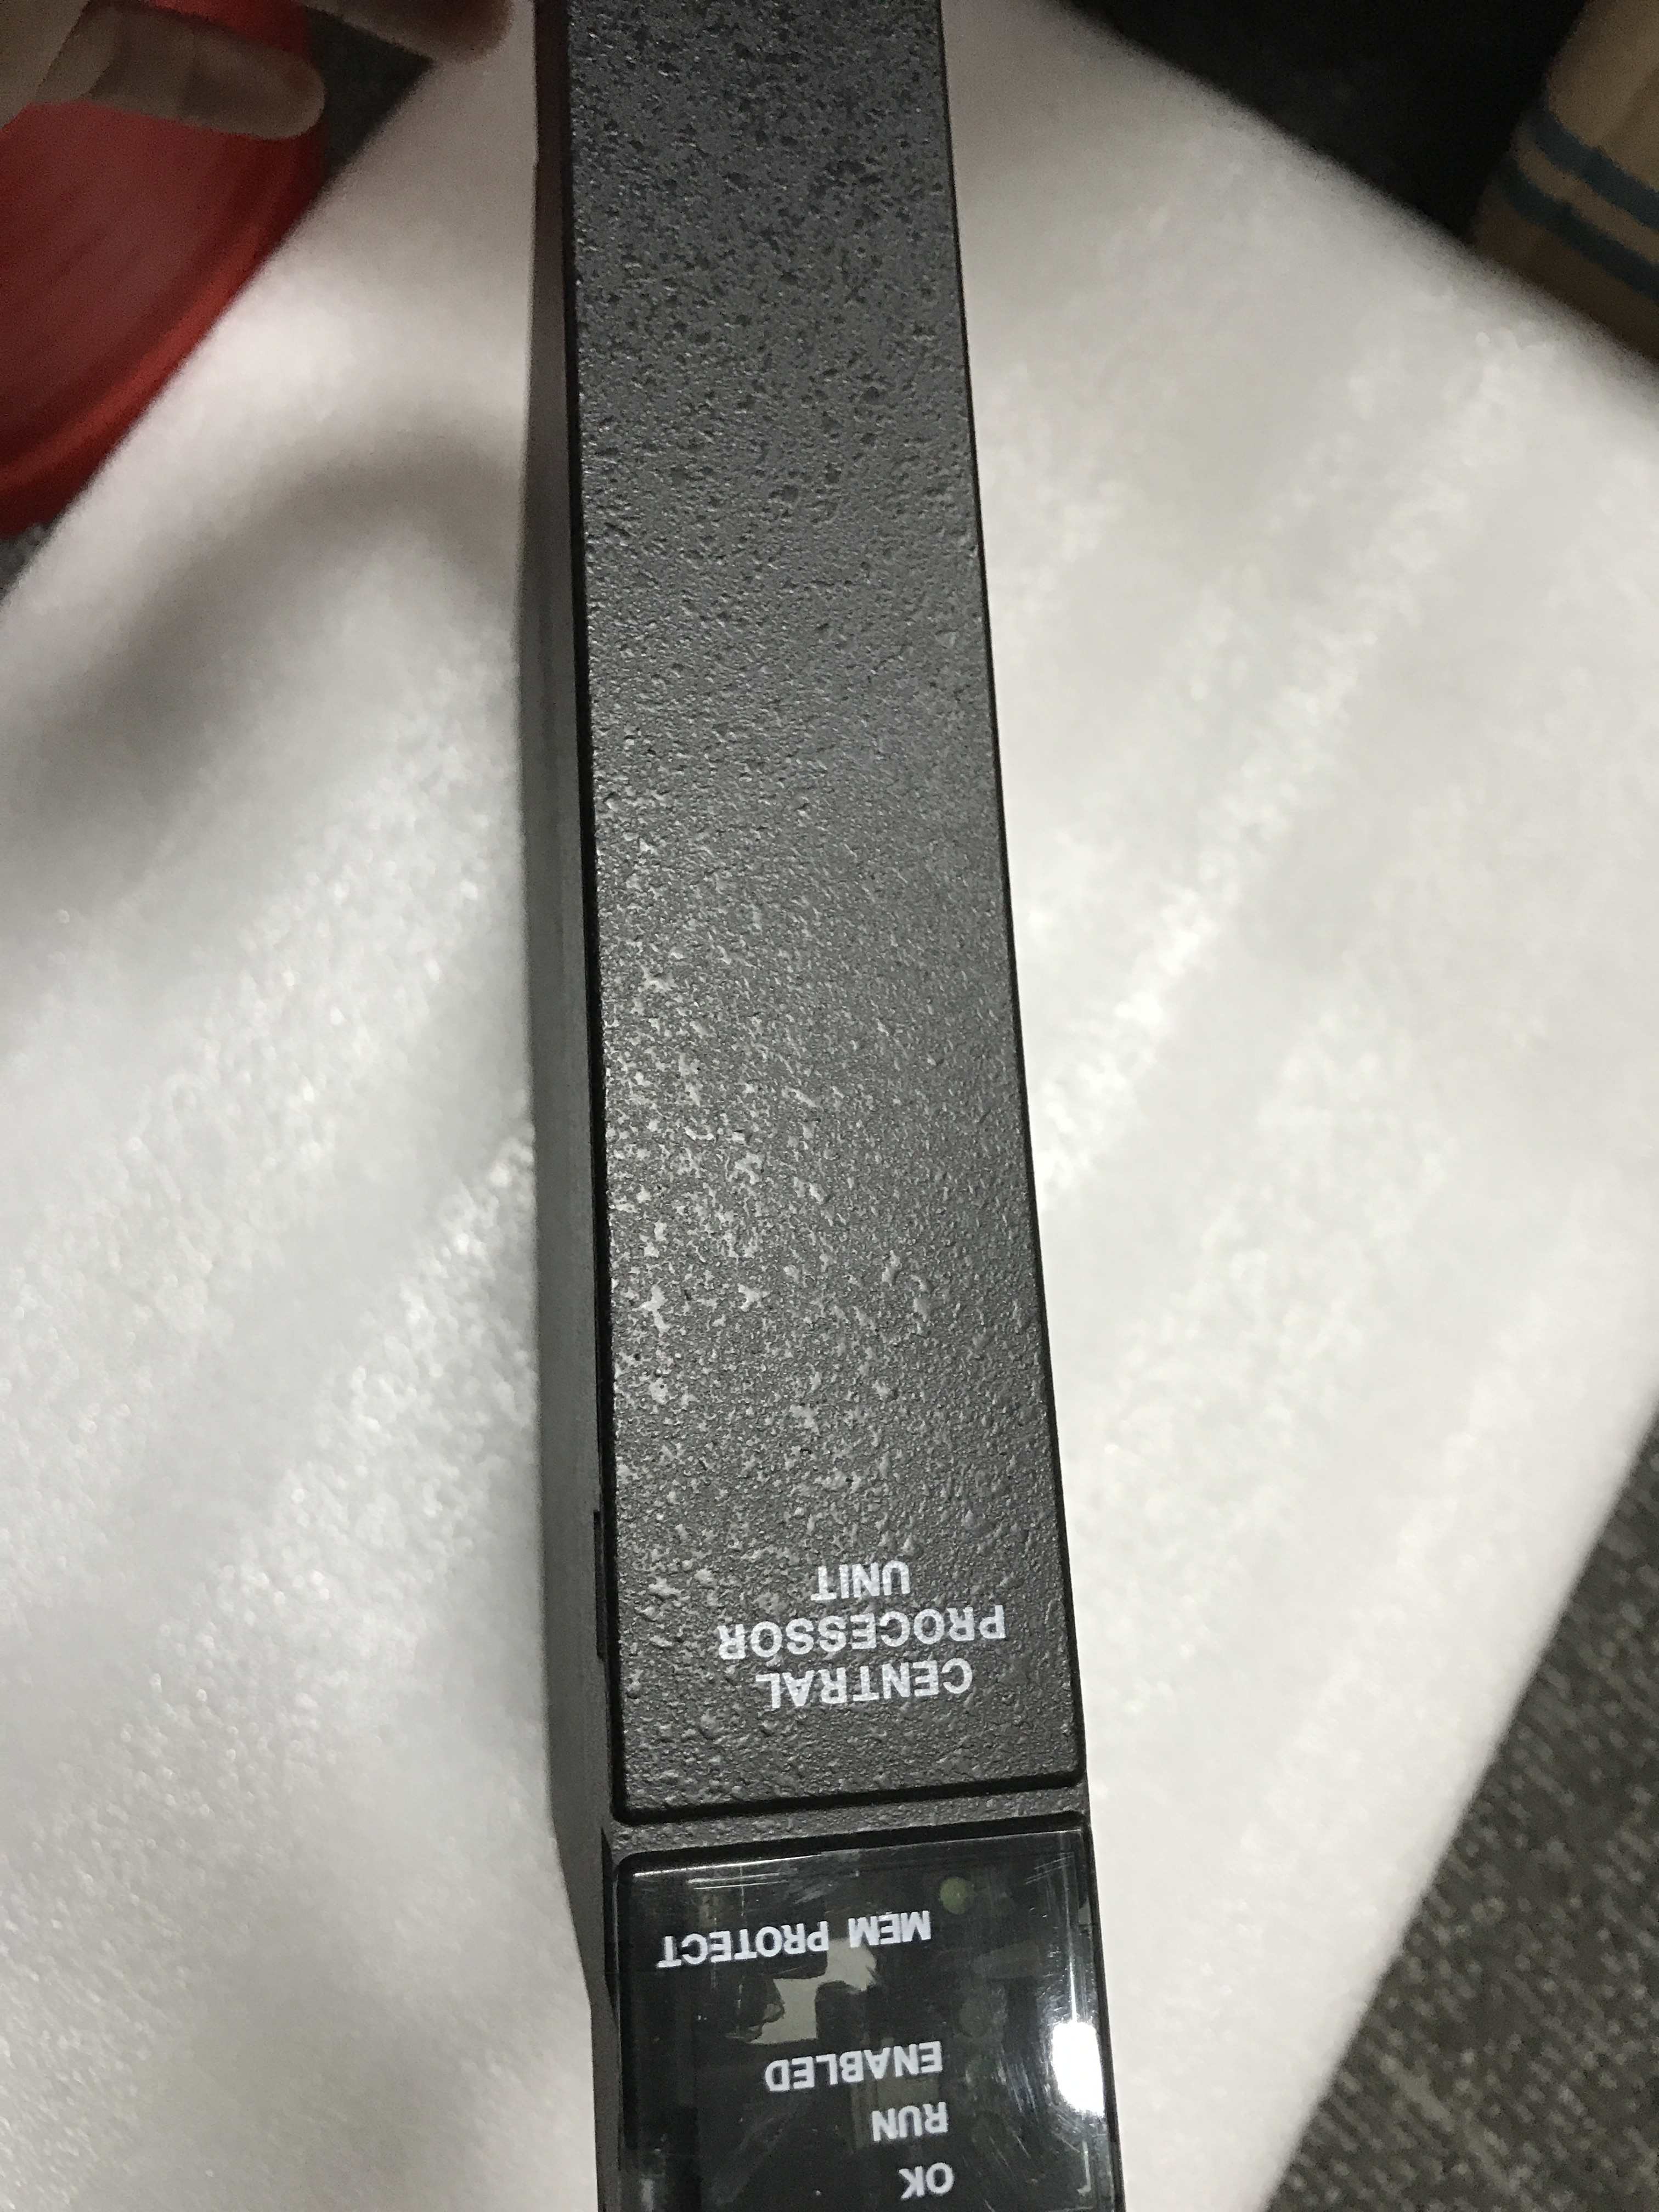 OK
RUN
ENABLED
MEM PROTECT
CENTRAL
PROCESSOR
UNIT